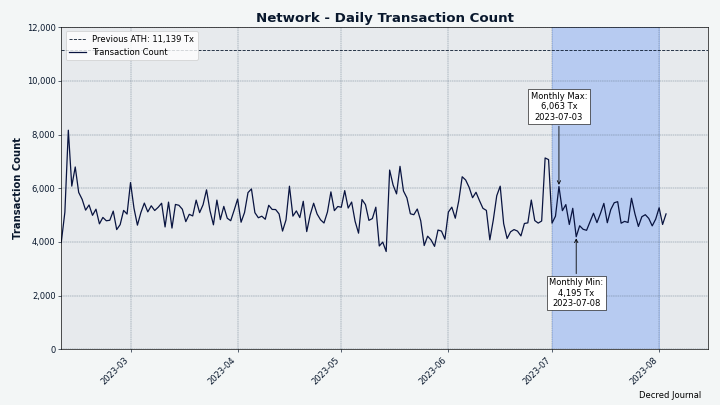 Network - Daily Transaction Count
Previous ATH: 11,139 Tx
Transaction Count
Transaction Count
12,000
10,000
8,000
6,000
4,000
2,000
0
Monthly Max:
6,063 Tx
2023-07-03
Monthly Min:
4,195 Tx
2023-07-08
2023-03
2023-04
2023-05
2023-06
2023-07
2023-08
Decred Journal